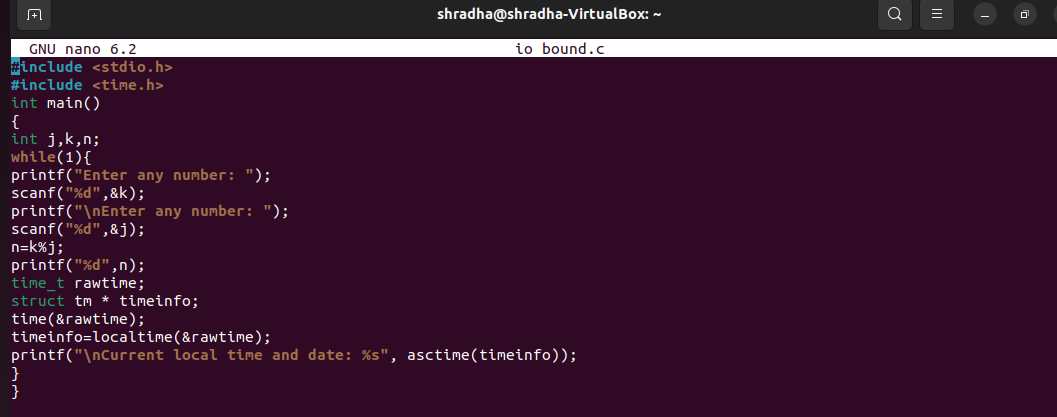 shradha@shradha-VirtualBox: ~
GNU nano 6.2 io bound.c
#include <stdio.h>
#include <time.h>
int main()
{
int j,k,n;
while(1){
printf("Enter any number: ");
scanf("%d",&k);
printf("\nEnter any number: ");
scanf("%d",&j);
n=k%j;
printf("%d",n);
time_t rawtime;
struct tm * timeinfo;
time(&rawtime);
timeinfo=localtime(&rawtime);
printf("\nCurrent local time and date: %s", asctime(timeinfo));
}
}